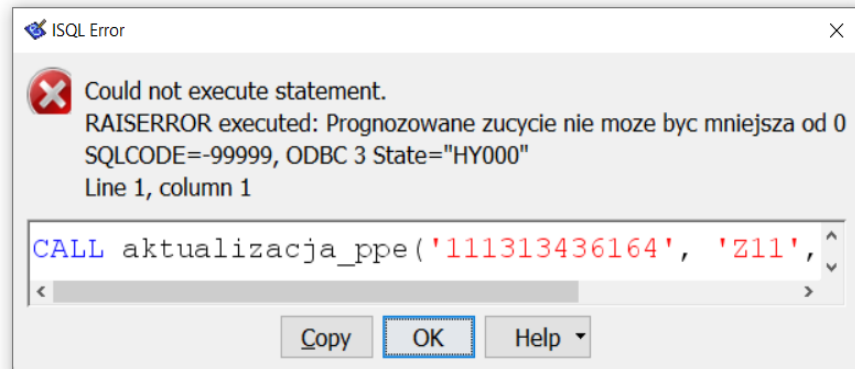 ISQL Error
Could not execute statement.
RAISERROR executed: Prognozowane zucycie nie moze byc mniejsza od 0
SQLCODE=-99999, ODBC 3 State="HY000"
Line 1, column 1
CALL aktualizacja_ppe('111313436164', 'Z11',
Copy OK Help